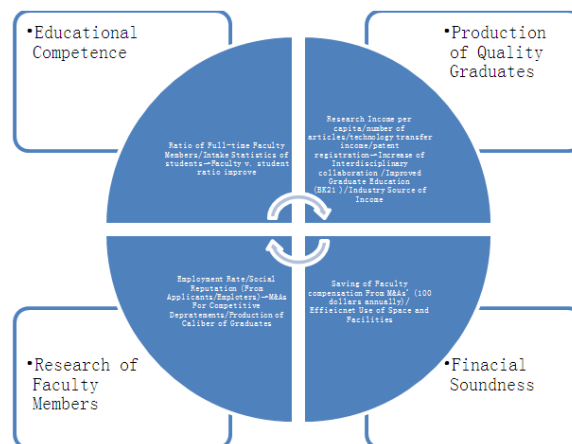 •Educational
Competence
•Production
of Quality
Graduates
Ratio of Full-time Faculty
Members/Intake Statistics of
students→Faculty v. student
ratio improve
Research Income per
capita/number of
articles/technology transfer
income/patent
registration→Increase of
Interdisciplinary
collaboration /Improved
Graduate Education
(BK21 )/Industry Source of
Income
Employment Rate/Social
Reputation (From
Applicants/Emploters)→M&As
For Competitive
Depratements/Production of
Caliber of Graduates
Saving of Faculty
compensation From M&As' (100
dollars annually)/
Effieicnet Use of Space and
Facilities
•Research of
Faculty
Members
•Finacial
Soundness